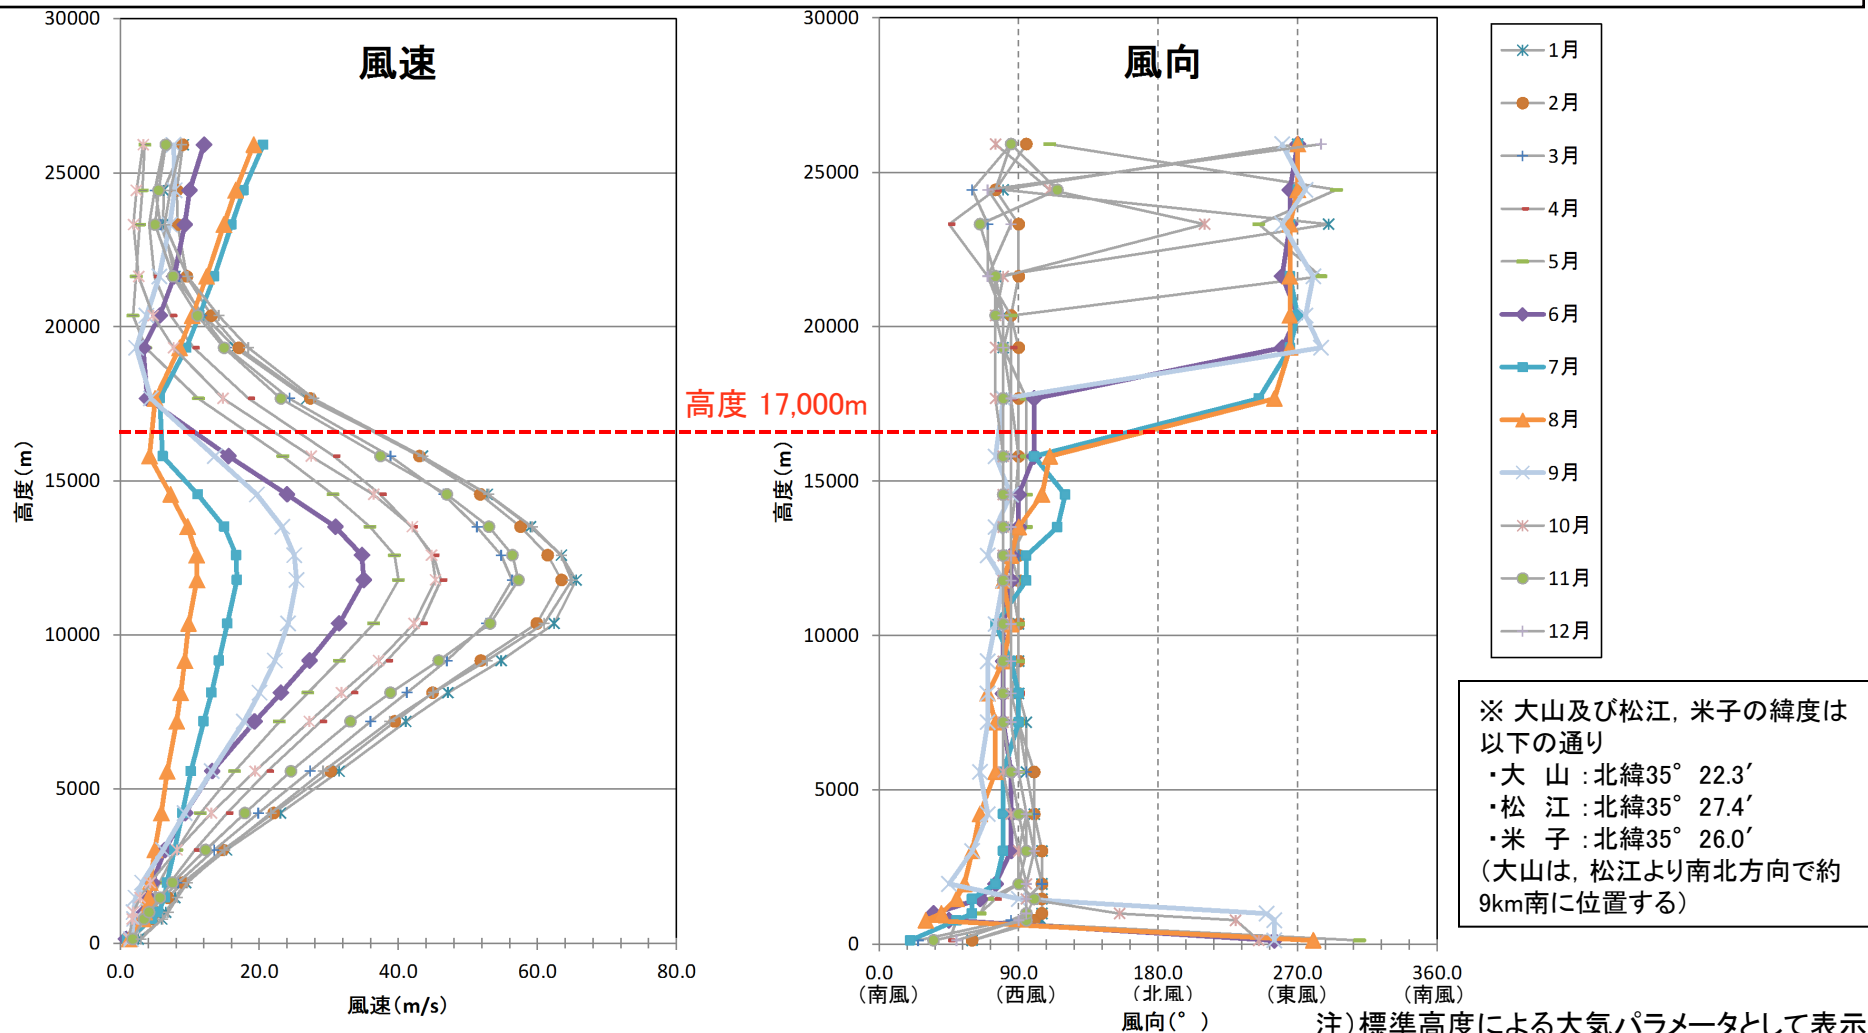 風速
30000
25000
20000
15000
10000
5000
0
0.0 20.0 40.0 60.0 80.0
高度(m)
風速(m/s)
高度 17,000m
風向
30000
25000
20000
15000
10000
5000
0
0.0 90.0 180.0 270.0 360.0
(南風) (西風) (北風) (東風) (南風)
高度(m)
風向(° )
1月
2月
3月
4月
5月
6月
7月
8月
9月
10月
11月
12月
※ 大山及び松江，米子の緯度は
以下の通り
・大　山 ：北緯35° 22.3′
・松　江 ：北緯35° 27.4′
・米　子 ：北緯35° 26.0′
(大山は，松江より南北方向で約
9km南に位置する)
注)標準高度による大気パラメータとして表示